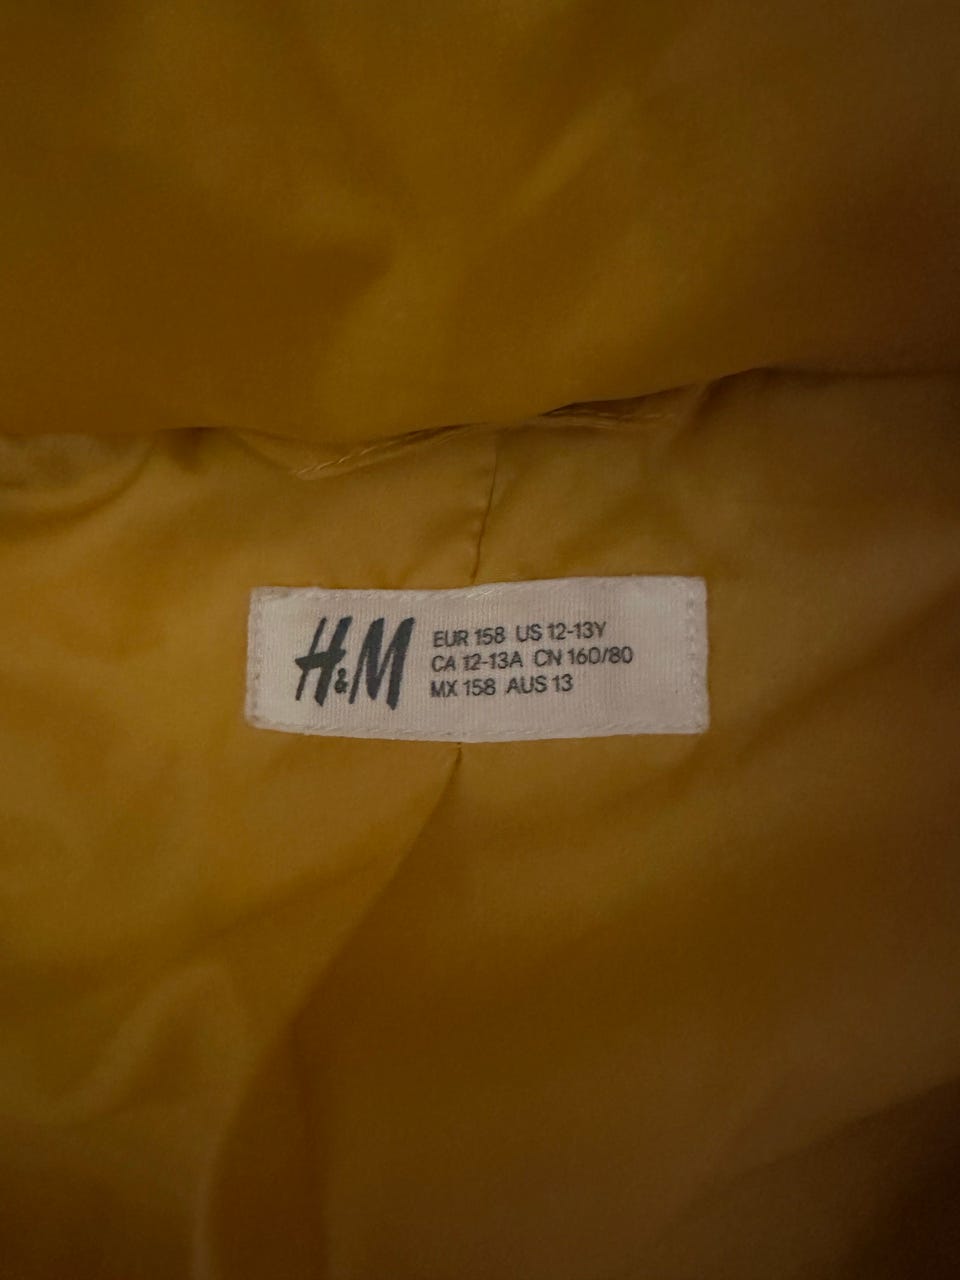 H&M
EUR 158 US 12-13Y
CA 12-13A CN 160/80
MX 158 AUS 13